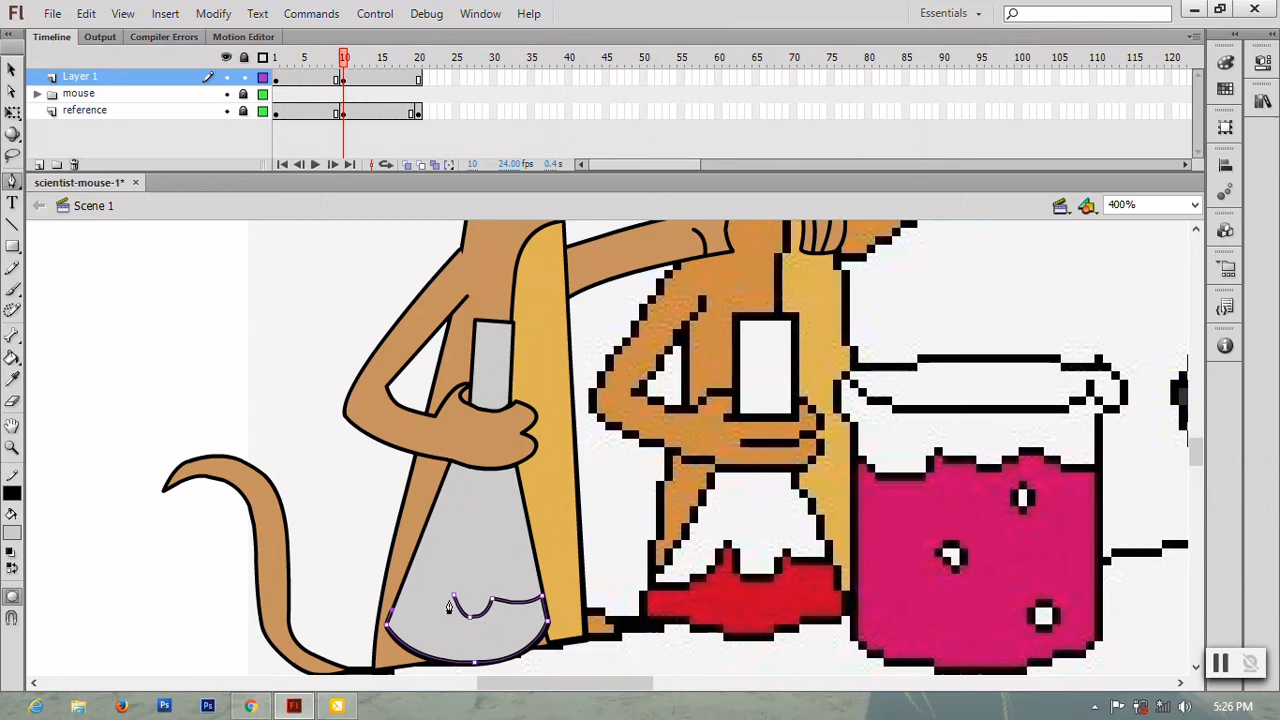 Fl File Edit View Insert Modify Text Commands Control Debug Window Help Essentials
Timeline Output Compiler Errors Motion Editor
1 5 10 15 20 25 30 35 40 45 50 55 60 65 70 75 80 85 90 95 100 105 110 115 120
Layer 1
mouse
reference
10 24.00 fps 0.4 s
scientist-mouse-1*
Scene 1 400%
Ps Ps Fl
5:26 PM